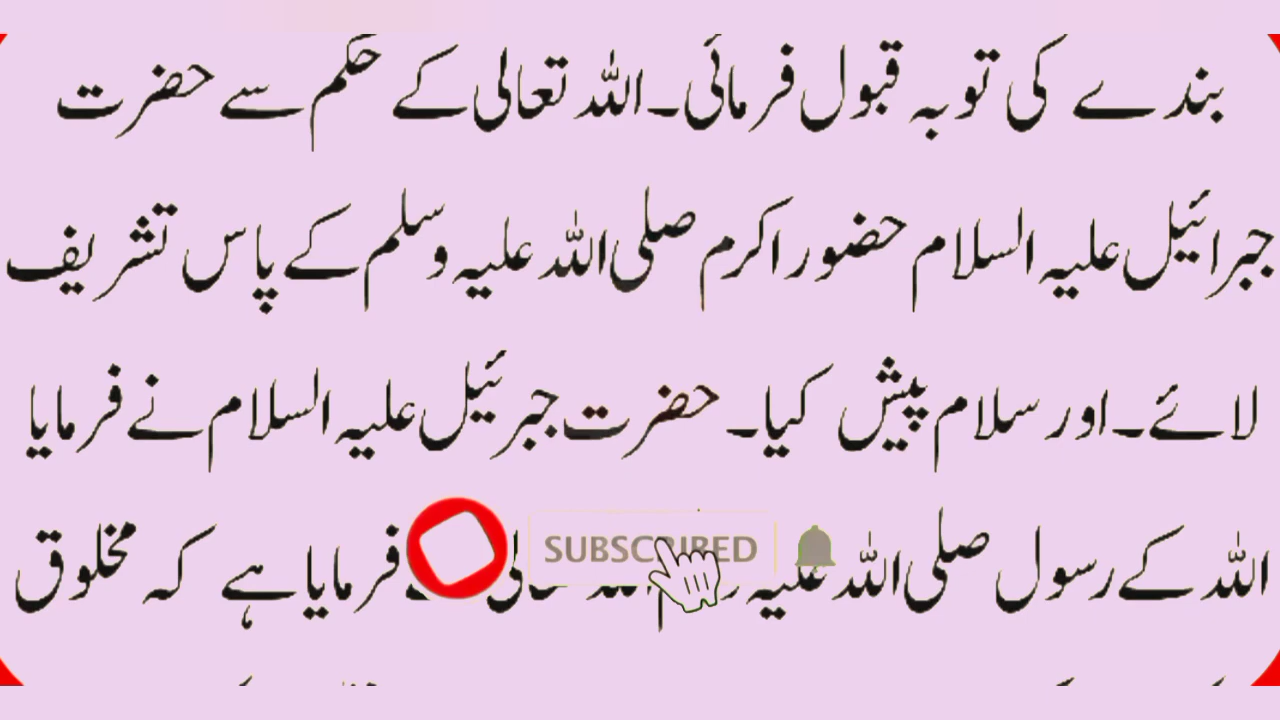 بندے کی توبہ قبول فرمائی۔ اللہ تعالی کے حکم سے حضرت
جبرائیل علیہ السلام حضور اکرم صلی اللہ علیہ وسلم کے پاس تشریف
لائے۔ اور سلام پیش کیا۔ حضرت جبرئیل علیہ السلام نے فرمایا
اللہ کے رسول صلی اللہ علیہ فرمایا ہے کہ مخلوق
SUBSCRIBED